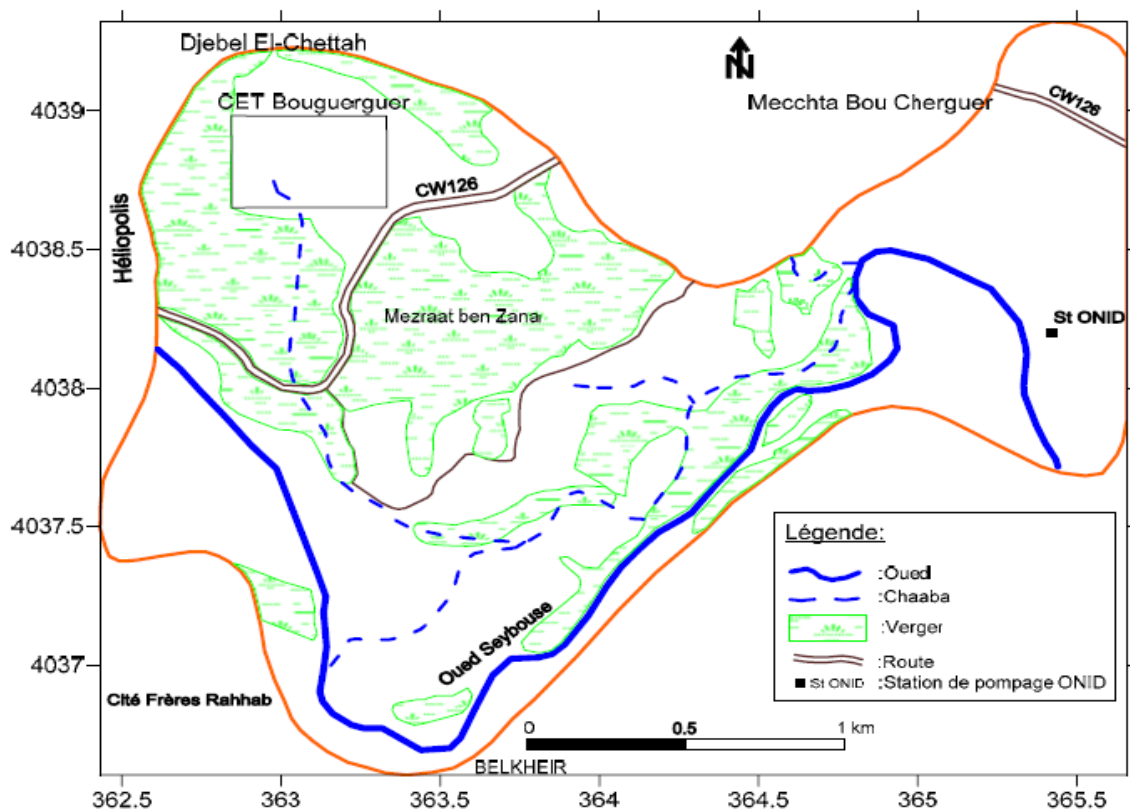 Djebel El-Chettah
N
CET Bouguerguer
Mecchta Bou Cherguer
CW126
4039
CW126
Héliopolis
4038.5
Mezraat ben Zana
St ONID
4038
4037.5
Légende:
:Oued
:Chaaba
:Verger
:Route
St ONID :Station de pompage ONID
Oued Seybouse
4037
Cité Frères Rahhab
0 0.5 1 km
BELKHEIR
362.5 363 363.5 364 364.5 365 365.5